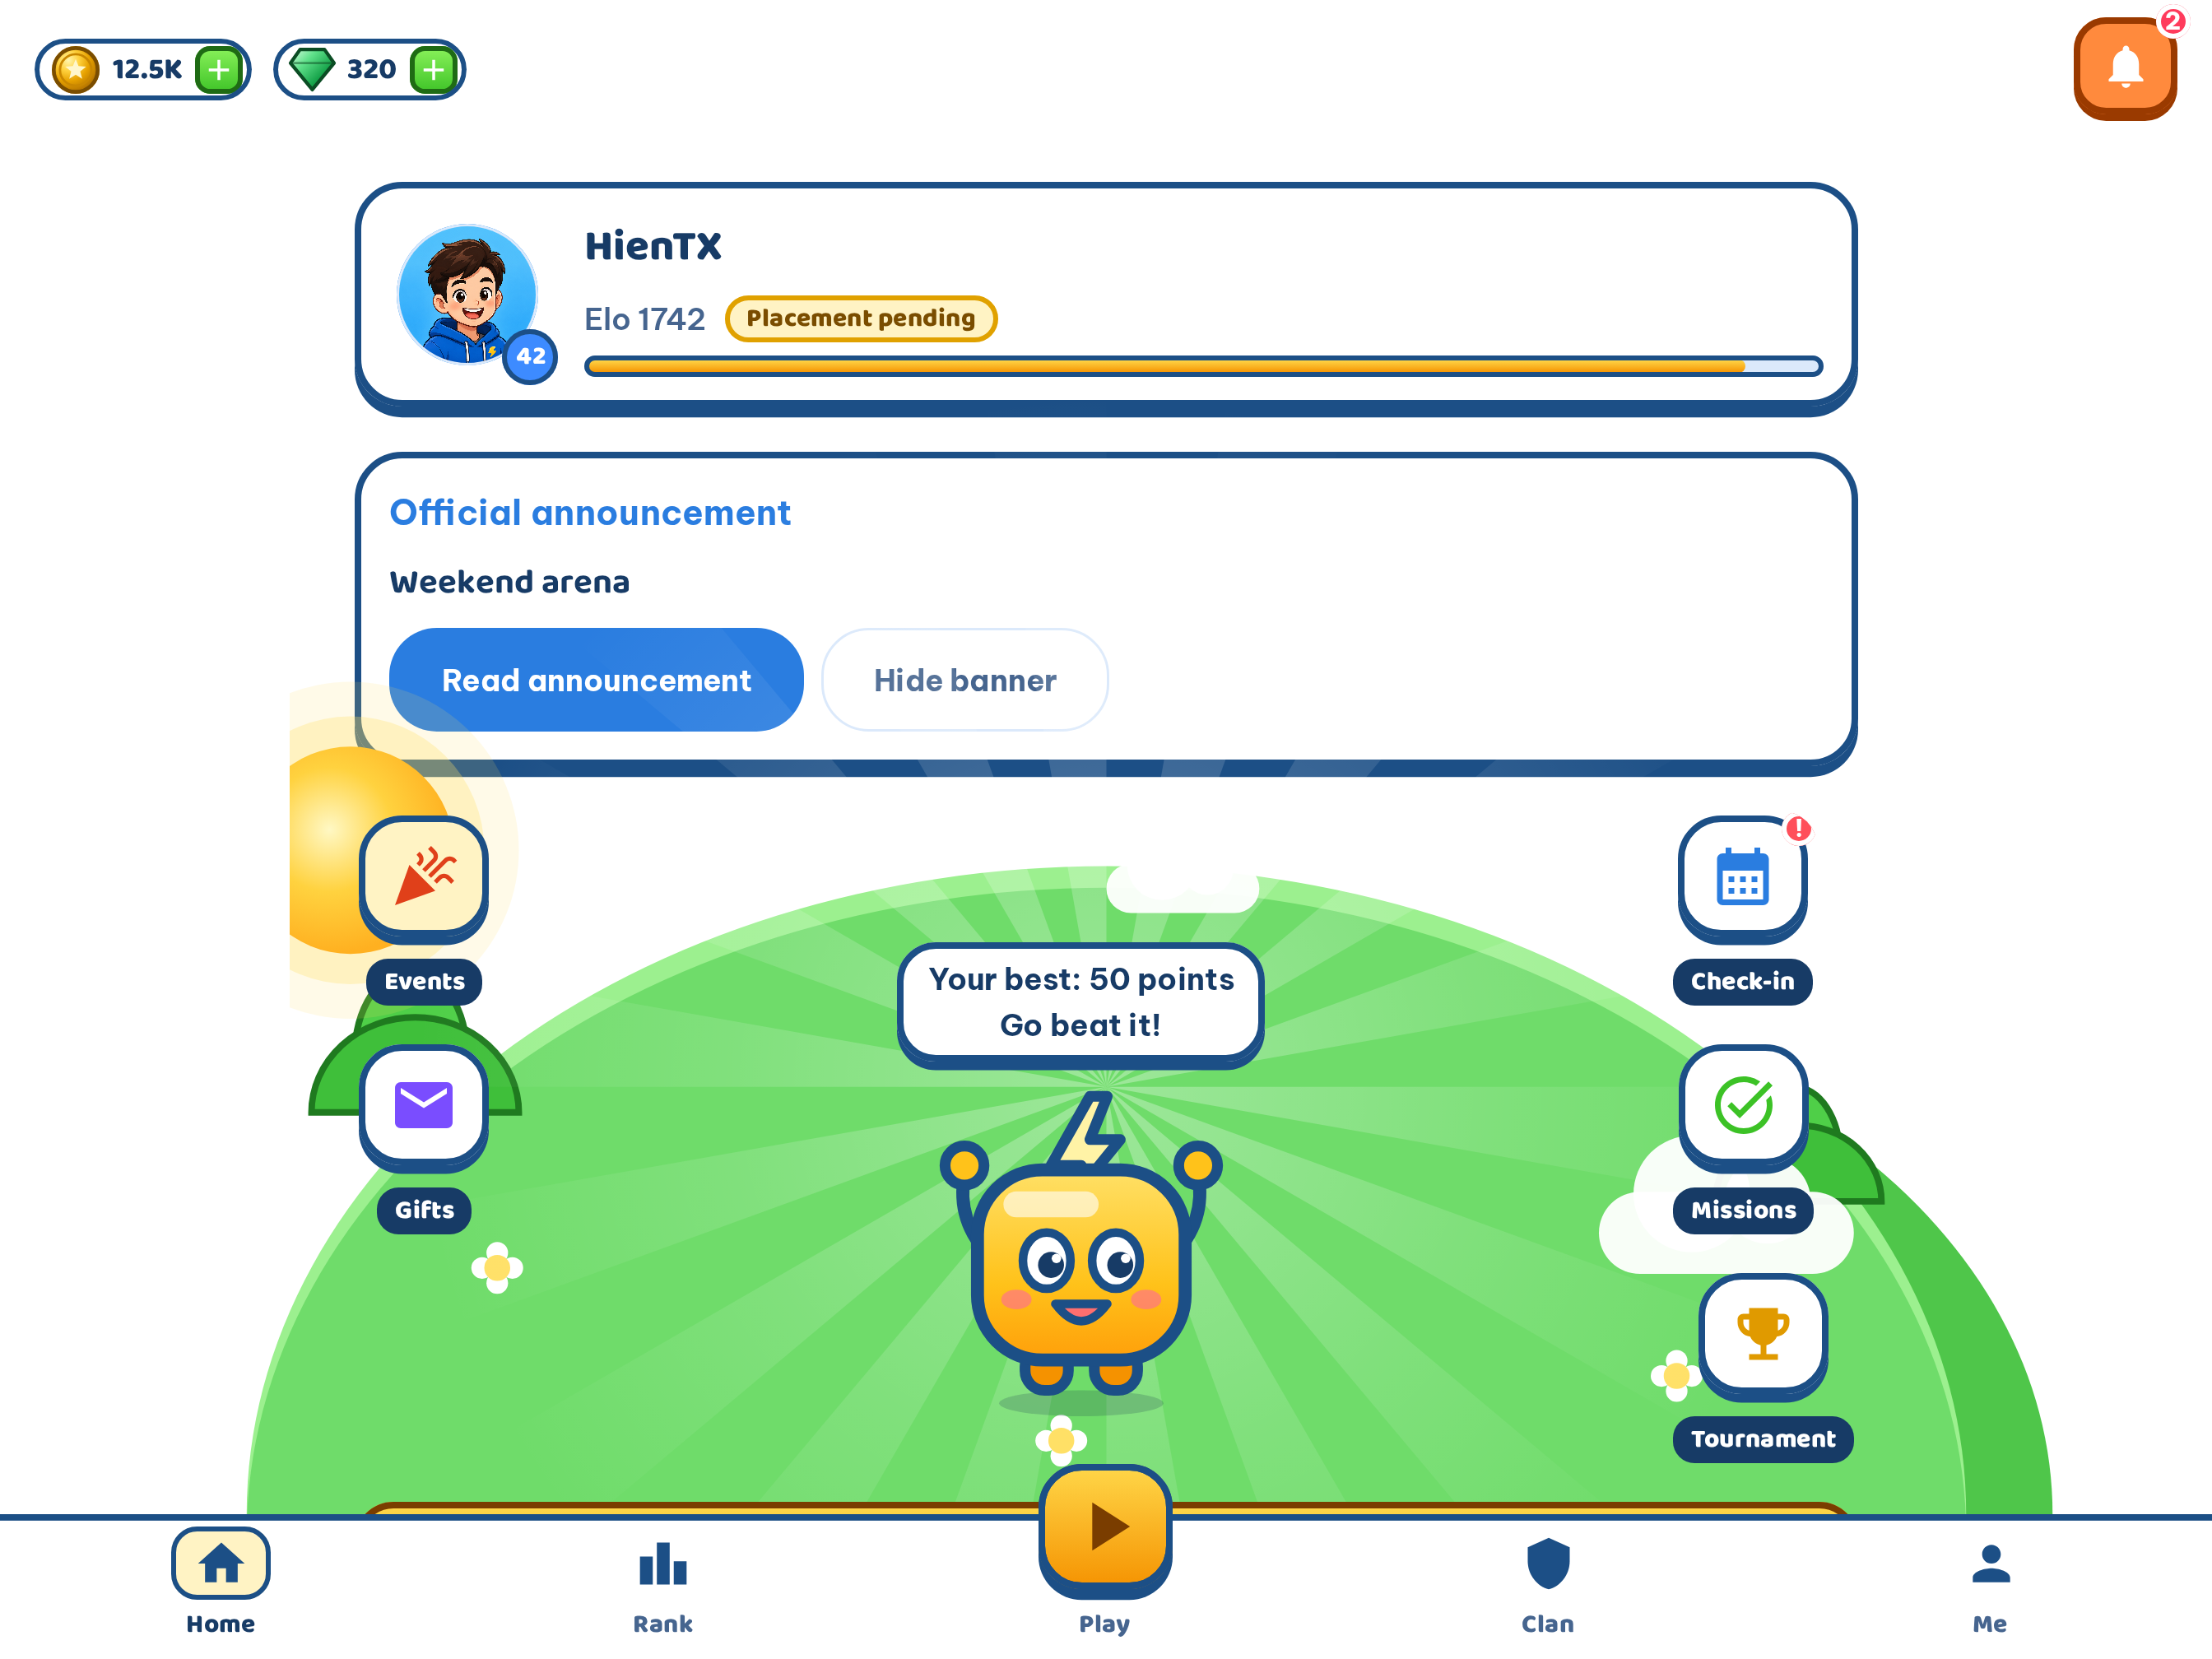 12.5K
320
2
HienTX
Elo 1742
Placement pending
42
Official announcement
Weekend arena
Read announcement
Hide banner
!
Events
Check-in
Your best: 50 points
Go beat it!
Gifts
Missions
Tournament
Home
Rank
Play
Clan
Me